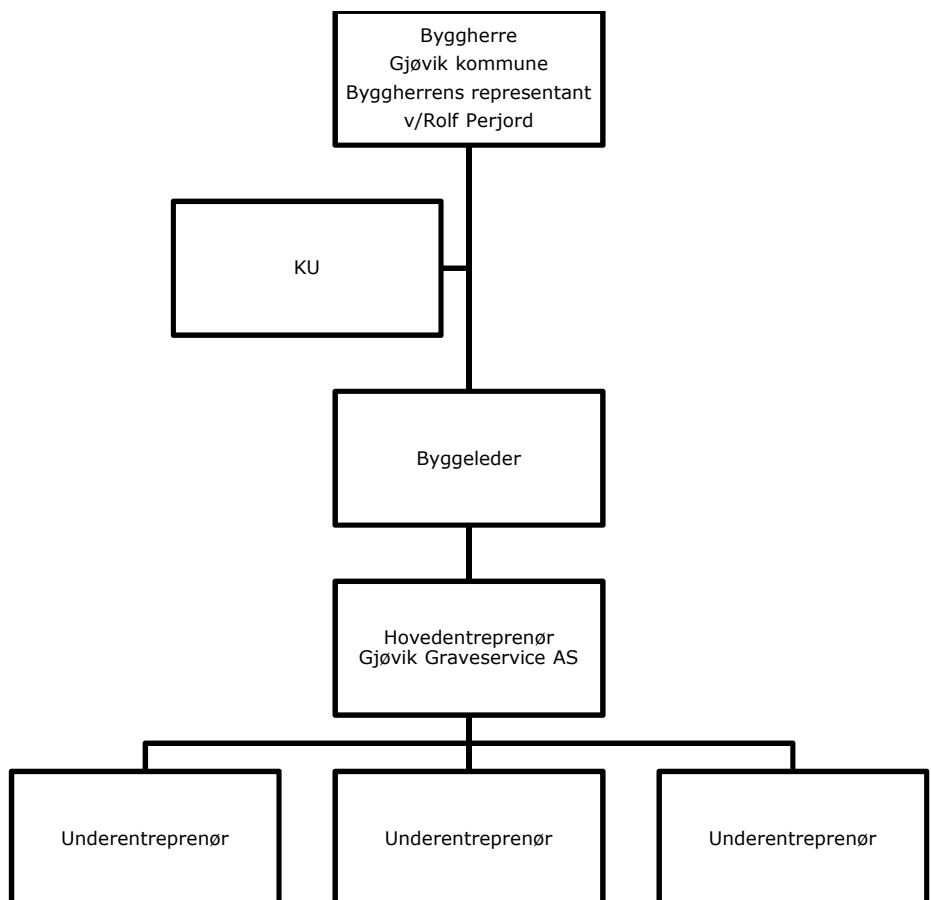 Byggherre
Gjøvik kommune
Byggherrens representant
v/Rolf Perjord
KU
Byggeleder
Hovedentreprenør
Gjøvik Graveservice AS
Underentreprenør
Underentreprenør
Underentreprenør